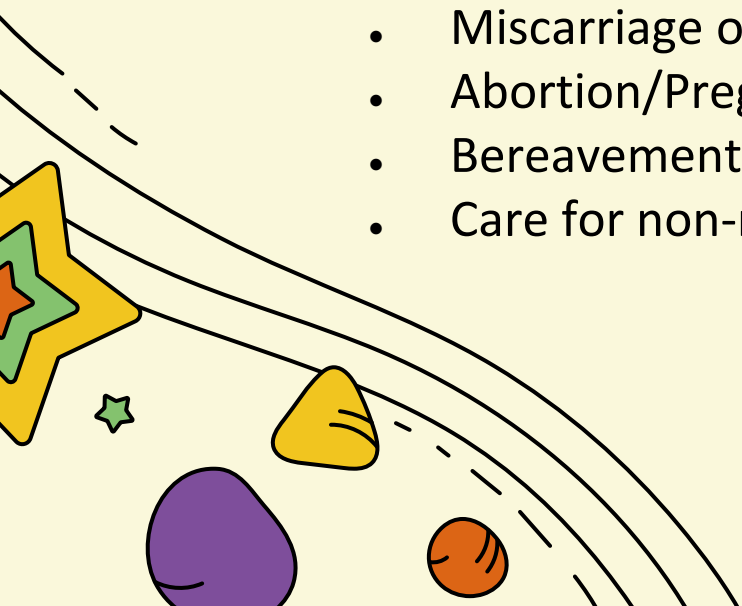 • Miscarriage o
• Abortion/Preg
• Bereavement
• Care for non-